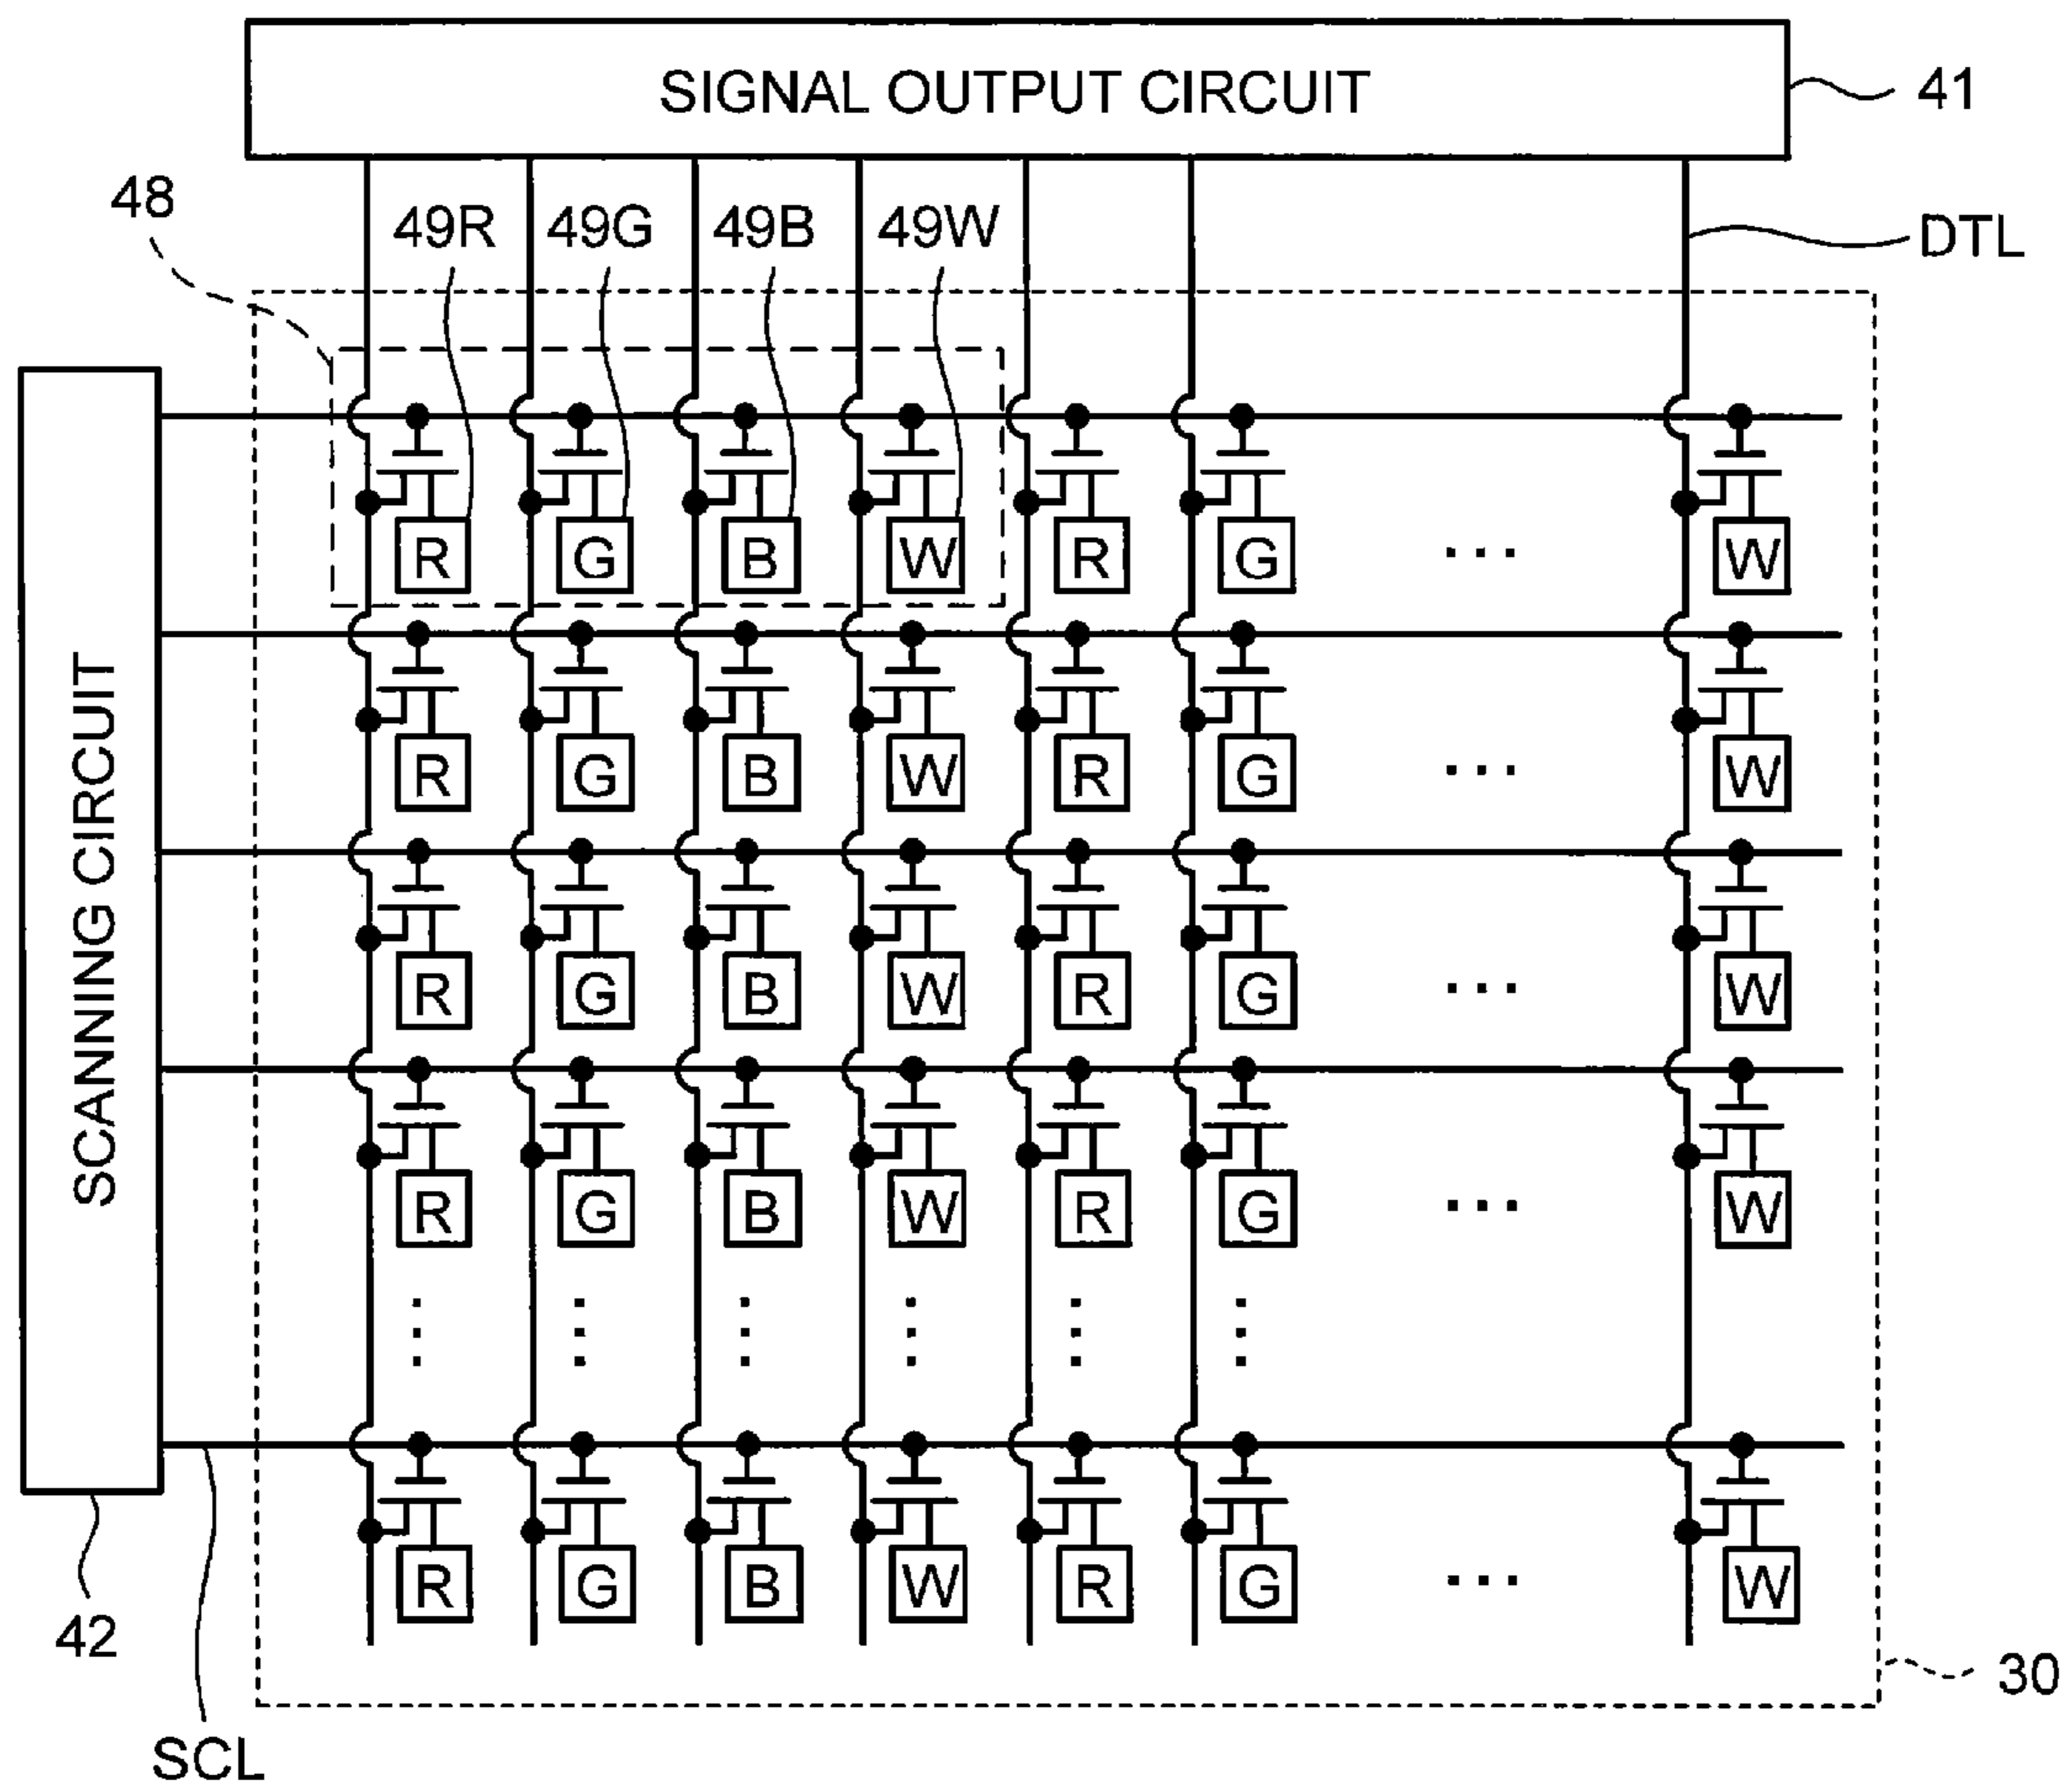 SIGNAL OUTPUT CIRCUIT
41
48
49R 49G 49B 49W
DTL
SCANNING CIRCUIT
R G B W R G ... W
R G B W R G ... W
R G B W R G ... W
R G B W R G ... W
R G B W R G ... W
42
30
SCL